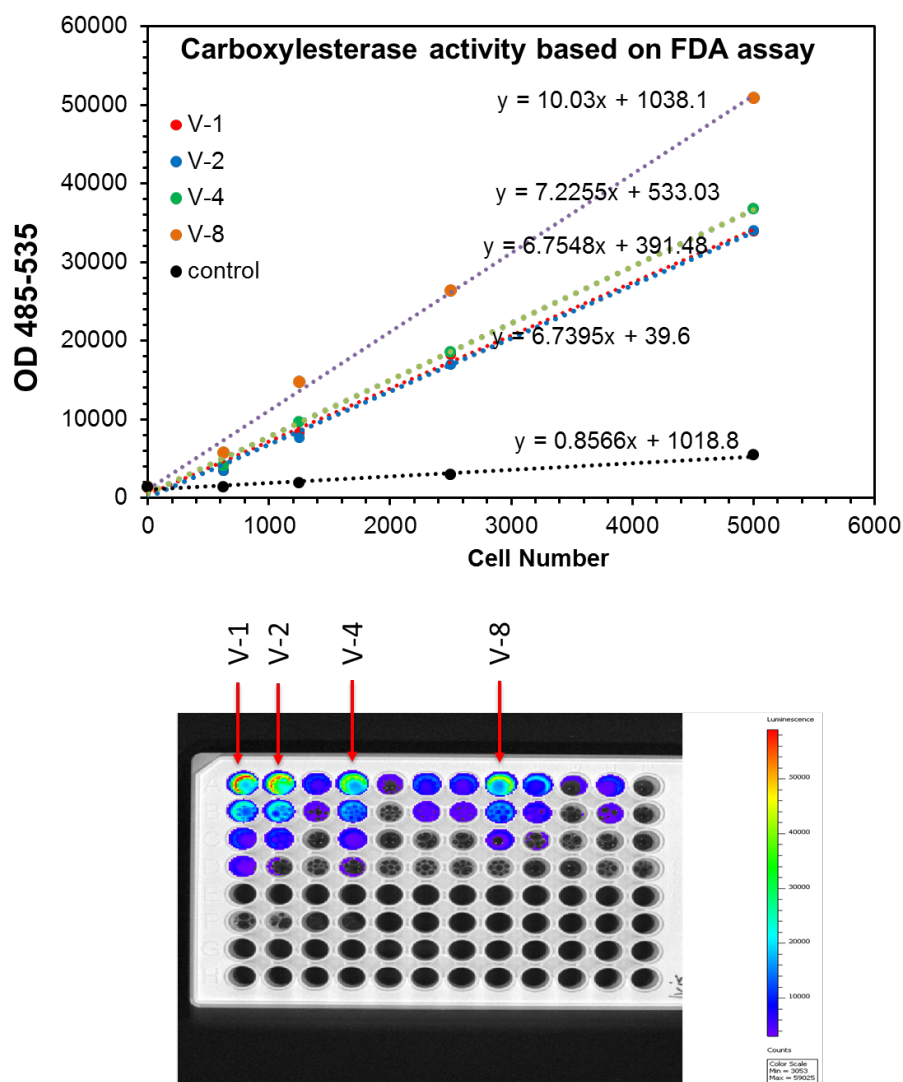 Carboxylesterase activity based on FDA assay
60000
50000
40000
30000
20000
10000
0
OD 485-535
V-1
V-2
V-4
V-8
control
y = 10.03x + 1038.1
y = 7.2255x + 533.03
y = 6.7548x + 391.48
y = 6.7395x + 39.6
y = 0.8566x + 1018.8
0 1000 2000 3000 4000 5000 6000
Cell Number
V-1 V-2 V-4 V-8
Luminescence
50000
40000
30000
20000
10000
Counts
Color Scale
Min = 3053
Max = 59025